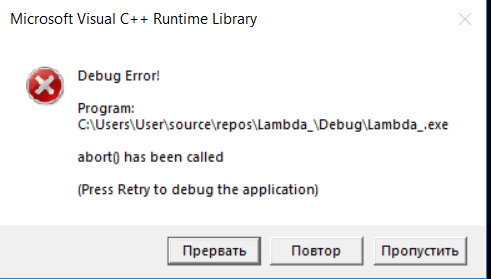 Microsoft Visual C++ Runtime Library
Debug Error!
Program:
C:\Users\User\source\repos\Lambda_\Debug\Lambda_.exe
abort() has been called
(Press Retry to debug the application)
Прервать
Повтор
Пропустить